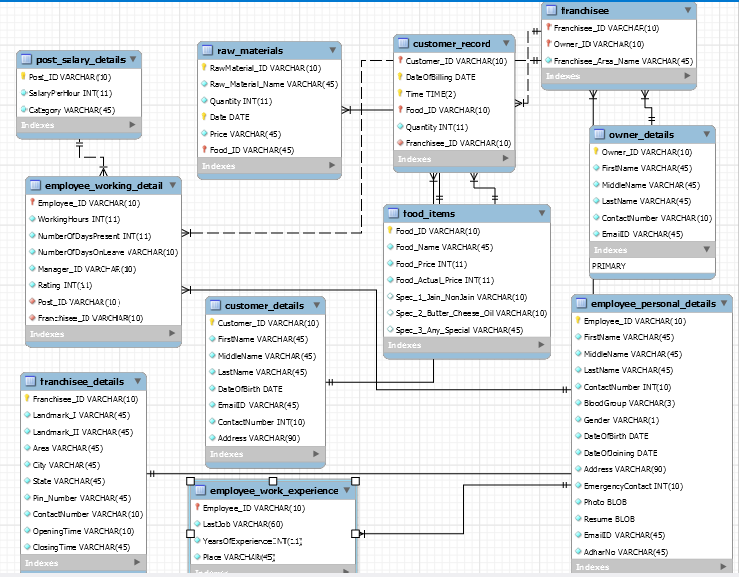 post_salary_details
Post_ID VARCHAR(10)
SalaryPerHour INT(11)
Category VARCHAR(45)
Indexes
raw_materials
RawMaterial_ID VARCHAR(10)
Raw_Material_Name VARCHAR(45)
Quantity INT(11)
Date DATE
Price VARCHAR(45)
Food_ID VARCHAR(45)
Indexes
customer_record
Customer_ID VARCHAR(10)
DateOfBilling DATE
Time TIME(2)
Food_ID VARCHAR(10)
Quantity INT(11)
Franchisee_ID VARCHAR(10)
Indexes
franchisee
Franchisee_ID VARCHAR(10)
Owner_ID VARCHAR(10)
Franchisee_Area_Name VARCHAR(45)
Indexes
owner_details
Owner_ID VARCHAR(10)
FirstName VARCHAR(45)
MiddleName VARCHAR(45)
LastName VARCHAR(45)
ContactNumber VARCHAR(10)
EmailID VARCHAR(45)
Indexes
PRIMARY
employee_working_detail
Employee_ID VARCHAR(10)
WorkingHours INT(11)
NumberOfDaysPresent INT(11)
NumberOfDaysOnLeave VARCHAR(10)
Manager_ID VARCHAR(10)
Rating INT(11)
Post_ID VARCHAR(10)
Franchisee_ID VARCHAR(10)
Indexes
food_items
Food_ID VARCHAR(10)
Food_Name VARCHAR(45)
Food_Price INT(11)
Food_Actual_Price INT(11)
Spec_1_Jain_NonJain VARCHAR(10)
Spec_2_Butter_Cheese_Oil VARCHAR(10)
Spec_3_Any_Special VARCHAR(45)
Indexes
customer_details
Customer_ID VARCHAR(10)
FirstName VARCHAR(45)
MiddleName VARCHAR(45)
LastName VARCHAR(45)
DateOfBirth DATE
EmailID VARCHAR(45)
ContactNumber INT(10)
Address VARCHAR(90)
Indexes
employee_personal_details
Employee_ID VARCHAR(10)
FirstName VARCHAR(45)
MiddleName VARCHAR(45)
LastName VARCHAR(45)
ContactNumber INT(10)
BloodGroup VARCHAR(3)
Gender VARCHAR(1)
DateOfBirth DATE
DateOfJoining DATE
Address VARCHAR(90)
EmergencyContact INT(10)
Photo BLOB
Resume BLOB
EmailID VARCHAR(45)
AdharNo VARCHAR(45)
Indexes
franchisee_details
Franchisee_ID VARCHAR(10)
Landmark_I VARCHAR(45)
Landmark_II VARCHAR(45)
Area VARCHAR(45)
City VARCHAR(45)
State VARCHAR(45)
Pin_Number VARCHAR(45)
ContactNumber VARCHAR(10)
OpeningTime VARCHAR(10)
ClosingTime VARCHAR(45)
Indexes
employee_work_experience
Employee_ID VARCHAR(10)
LastJob VARCHAR(60)
YearsOfExperience INT(11)
Place VARCHAR(45)
Indexes